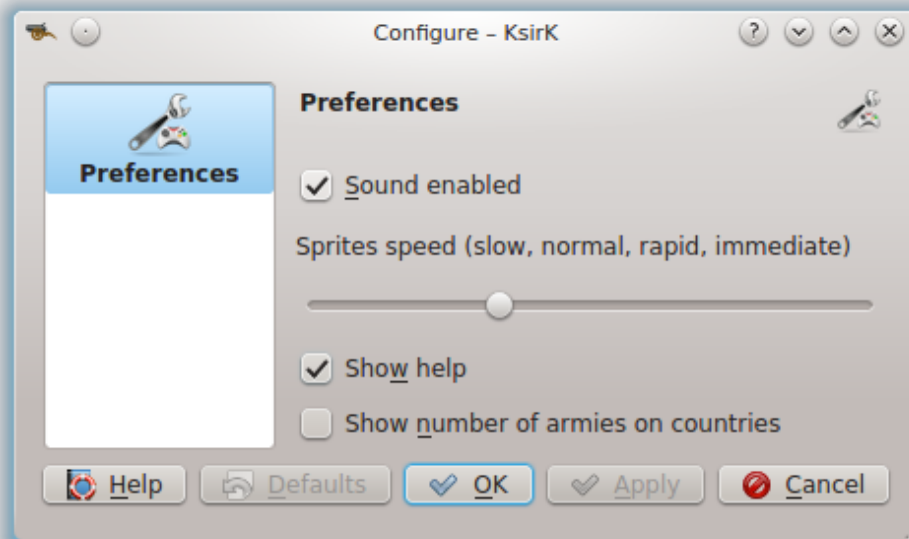 Configure – KsirK
Preferences
Preferences
Sound enabled
Sprites speed (slow, normal, rapid, immediate)
Show help
Show number of armies on countries
Help Defaults OK Apply Cancel